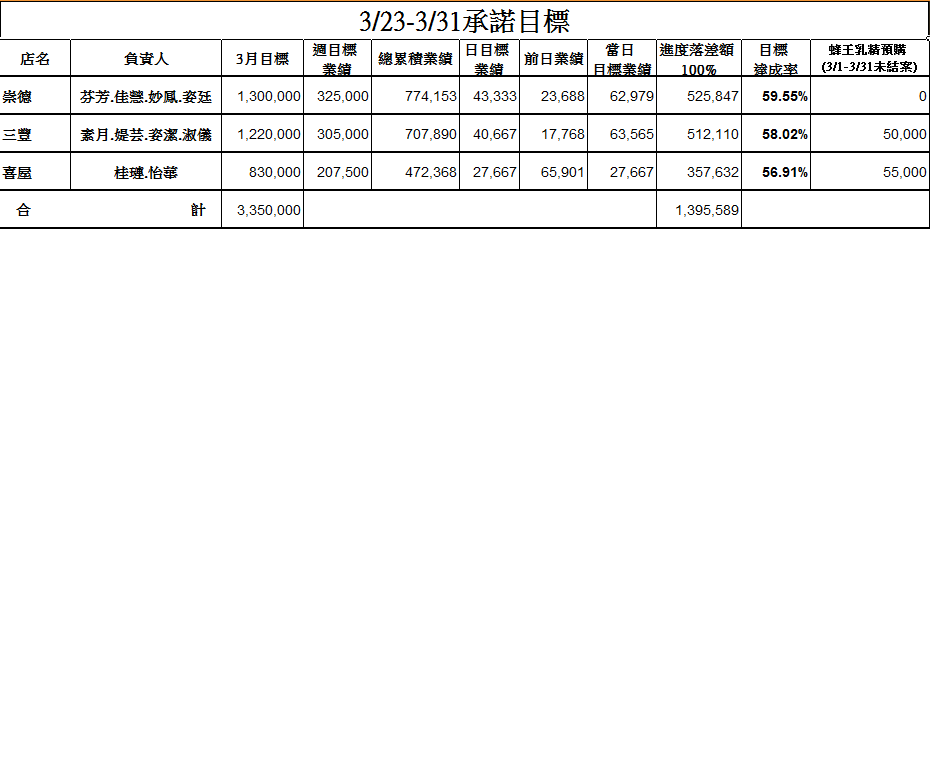 3/23-3/31承諾目標
店名 負責人 3月目標 週目標業績 總累積業績 日目標業績 前日業績 當日目標業績 進度落差額100% 目標達成率 蜂王乳精預購(3/1-3/31未結案)
崇德 芬芳.佳慧.妙鳳.姿廷 1,300,000 325,000 774,153 43,333 23,688 62,979 525,847 59.55% 0
三豐 素月.媞芸.姿潔.淑儀 1,220,000 305,000 707,890 40,667 17,768 63,565 512,110 58.02% 50,000
喜屋 桂瑭.怡華 830,000 207,500 472,368 27,667 65,901 27,667 357,632 56.91% 55,000
合 計 3,350,000 1,395,589